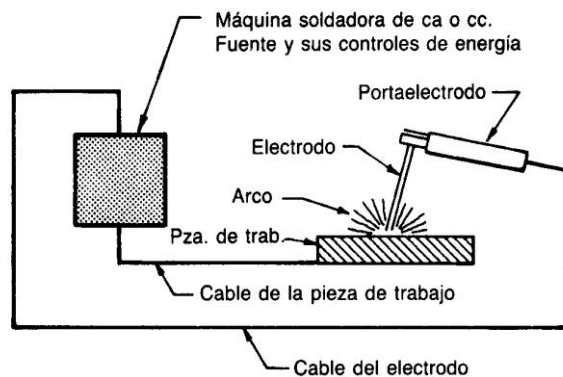 Máquina soldadora de ca o cc.
Fuente y sus controles de energía
Portaelectrodo
Electrodo
Arco
Pza. de trab.
Cable de la pieza de trabajo
Cable del electrodo